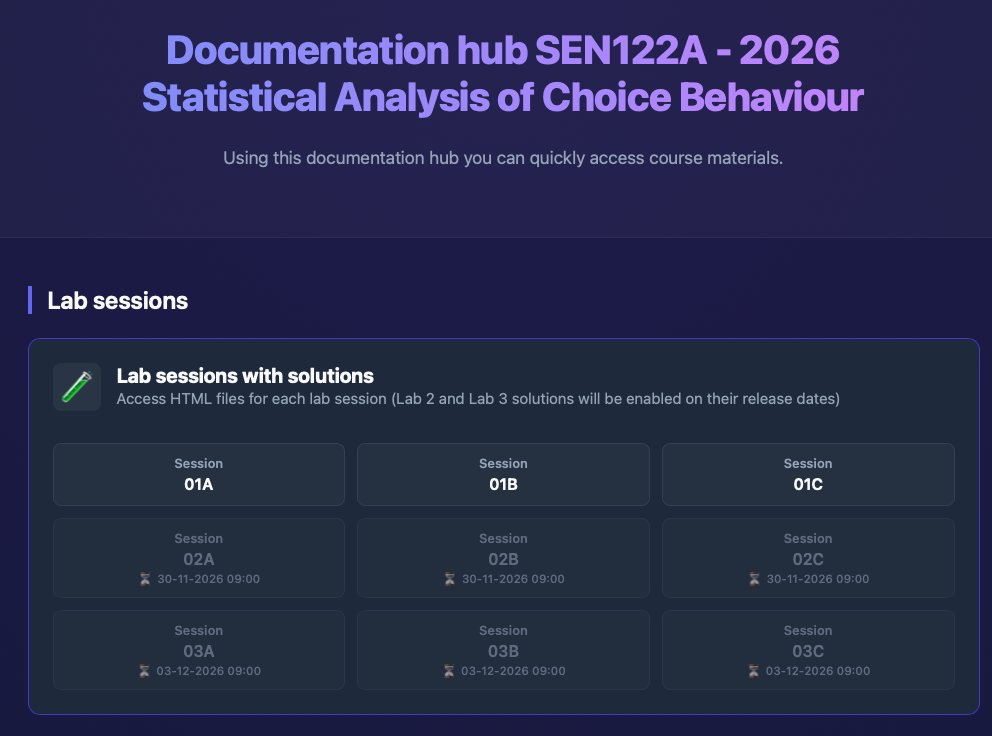 Documentation hub SEN122A - 2026
Statistical Analysis of Choice Behaviour
Using this documentation hub you can quickly access course materials.
Lab sessions
Lab sessions with solutions
Access HTML files for each lab session (Lab 2 and Lab 3 solutions will be enabled on their release dates)
Session
01A
Session
01B
Session
01C
Session
02A
⏳ 30-11-2026 09:00
Session
02B
⏳ 30-11-2026 09:00
Session
02C
⏳ 30-11-2026 09:00
Session
03A
⏳ 03-12-2026 09:00
Session
03B
⏳ 03-12-2026 09:00
Session
03C
⏳ 03-12-2026 09:00